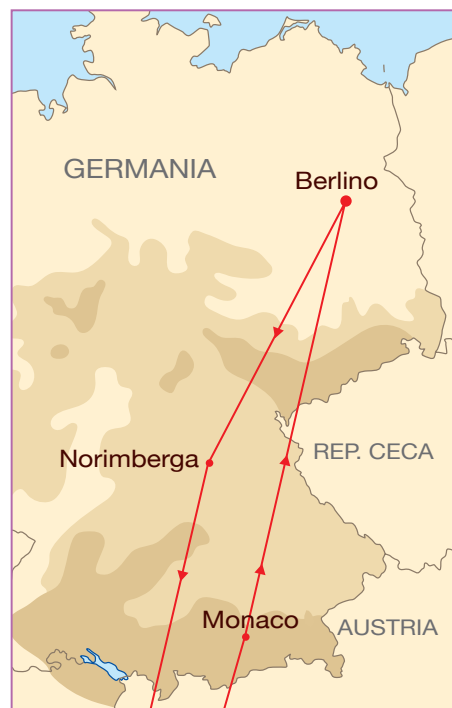 GERMANIA
Berlino
REP. CECA
Norimberga
Monaco
AUSTRIA